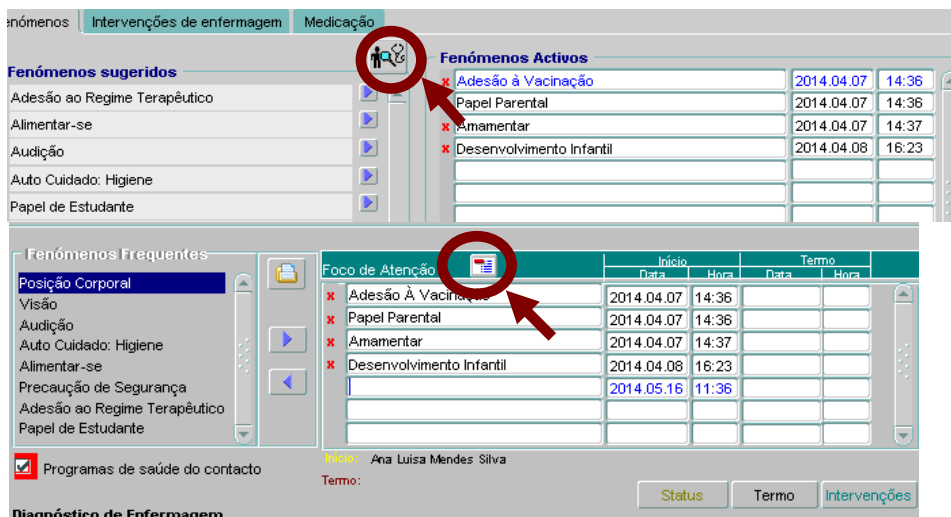 enómenos Intervenções de enfermagem Medicação
Fenómenos sugeridos
Adesão ao Regime Terapêutico
Alimentar-se
Audição
Auto Cuidado: Higiene
Papel de Estudante
Fenómenos Activos
x Adesão à Vacinação 2014.04.07 14:36
Papel Parental 2014.04.07 14:36
x Amamentar 2014.04.07 14:37
x Desenvolvimento Infantil 2014.04.08 16:23
Fenómenos Frequentes
Posição Corporal
Visão
Audição
Auto Cuidado: Higiene
Alimentar-se
Precaução de Segurança
Adesão ao Regime Terapêutico
Papel de Estudante
Programas de saúde do contacto
Foco de Atenção Início Termo
Data Hora Data Hora
x Adesão À Vacinação 2014.04.07 14:36
x Papel Parental 2014.04.07 14:36
x Amamentar 2014.04.07 14:37
x Desenvolvimento Infantil 2014.04.08 16:23
2014.05.16 11:36
Início: Ana Luisa Mendes Silva
Termo:
Status Termo Intervenções
Diagnóstico de Enfermagem